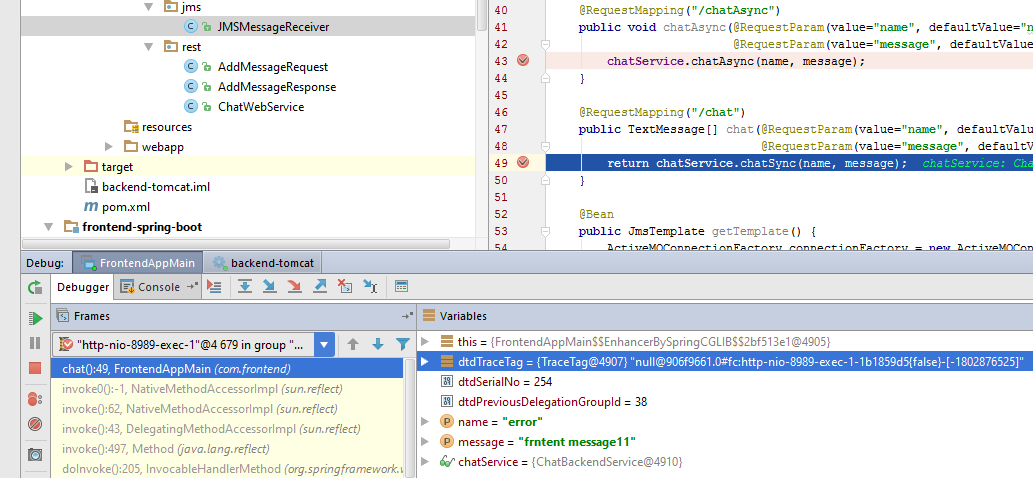 jms
JMSMessageReceiver
rest
AddMessageRequest
AddMessageResponse
ChatWebService
resources
webapp
target
backend-tomcat.iml
pom.xml
frontend-spring-boot
40 @RequestMapping("/chatAsync")
41 public void chatAsync(@RequestParam(value="name", defaultValue="n
42 @RequestParam(value="message", defaultValue
43 chatService.chatAsync(name, message);
44 }
45
46 @RequestMapping("/chat")
47 public TextMessage[] chat(@RequestParam(value="name", defaultValue
48 @RequestParam(value="message", defaultV
49 return chatService.chatSync(name, message); chatService: Cha
50 }
51
52 @Bean
53 public JmsTemplate getTemplate() {
54 ActiveMQConnectionFactory connectionFactory = new ActiveMQ
Debug: FrontendAppMain backend-tomcat
Debugger Console
Frames
"http-nio-8989-exec-1"@4 679 in group "...
chat():49, FrontendAppMain (com.frontend)
invoke0():-1, NativeMethodAccessorImpl (sun.reflect)
invoke():62, NativeMethodAccessorImpl (sun.reflect)
invoke():43, DelegatingMethodAccessorImpl (sun.reflect)
invoke():497, Method (java.lang.reflect)
doInvoke():205, InvocableHandlerMethod (org.springframework.w
Variables
this = {FrontendAppMain$$EnhancerBySpringCGLIB$$2bf513e1@4905}
dtdTraceTag = {TraceTag@4907} "null@906f9661.0#fc:http-nio-8989-exec-1-1b1859d5{false}-[-1802876525]"
dtdSerialNo = 254
dtdPreviousDelegationGroupId = 38
name = "error"
message = "frntent message11"
chatService = {ChatBackendService@4910}